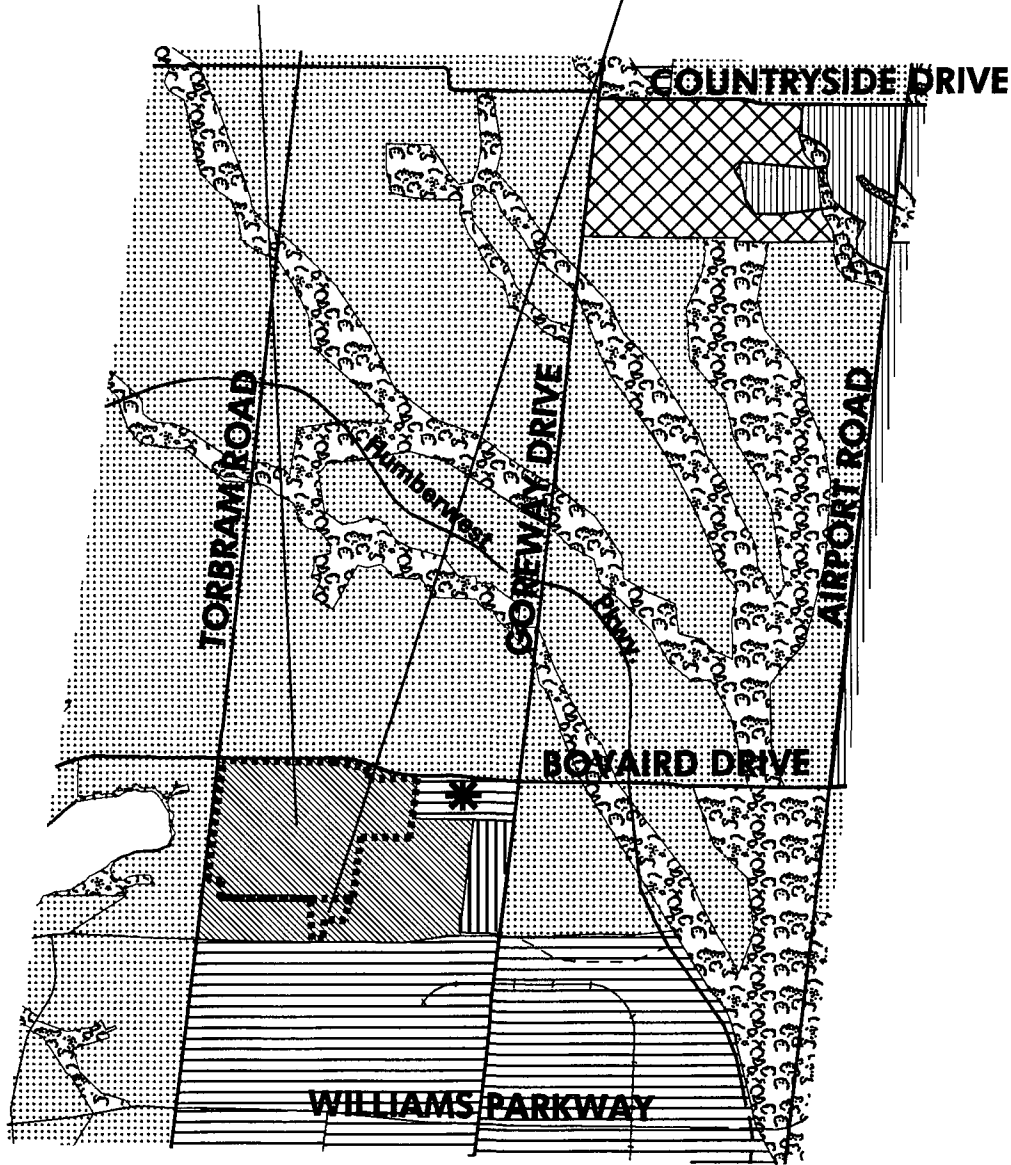 COUNTRYSIDE DRIVE
TORBRAM ROAD
GOREWAY DRIVE
AIRPORT ROAD
Humberwest
Pkwy.
BOVAIRD DRIVE
WILLIAMS PARKWAY